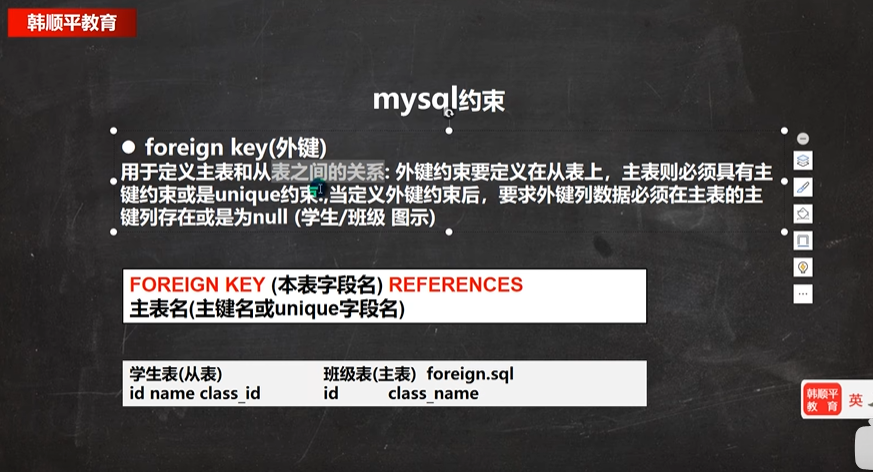 韩顺平教育
mysql约束
● foreign key(外键)
用于定义主表和从表之间的关系: 外键约束要定义在从表上，主表则必须具有主
键约束或是unique约束.,当定义外键约束后，要求外键列数据必须在主表的主
键列存在或是为null (学生/班级 图示)
FOREIGN KEY (本表字段名) REFERENCES
主表名(主键名或unique字段名)
学生表(从表) 班级表(主表) foreign.sql
id name class_id id class_name
韩顺平
教 育
英